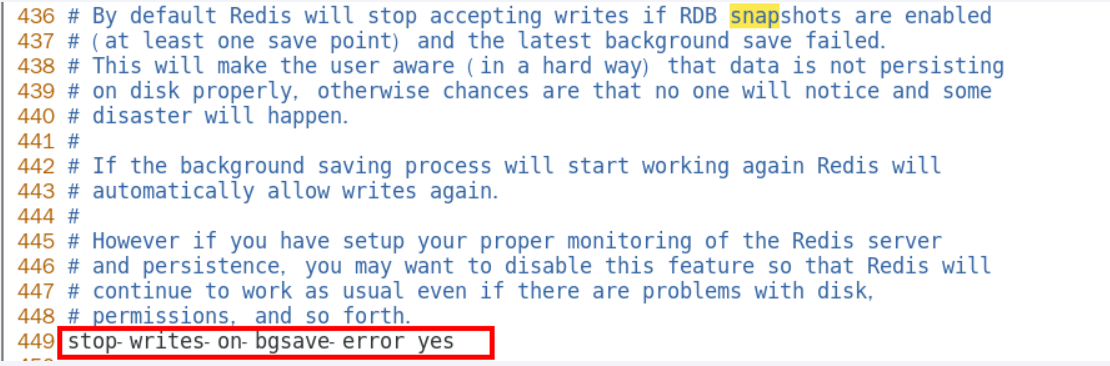 436 # By default Redis will stop accepting writes if RDB snapshots are enabled
437 # (at least one save point) and the latest background save failed.
438 # This will make the user aware (in a hard way) that data is not persisting
439 # on disk properly, otherwise chances are that no one will notice and some
440 # disaster will happen.
441 #
442 # If the background saving process will start working again Redis will
443 # automatically allow writes again.
444 #
445 # However if you have setup your proper monitoring of the Redis server
446 # and persistence, you may want to disable this feature so that Redis will
447 # continue to work as usual even if there are problems with disk,
448 # permissions, and so forth.
449 stop-writes-on-bgsave-error yes